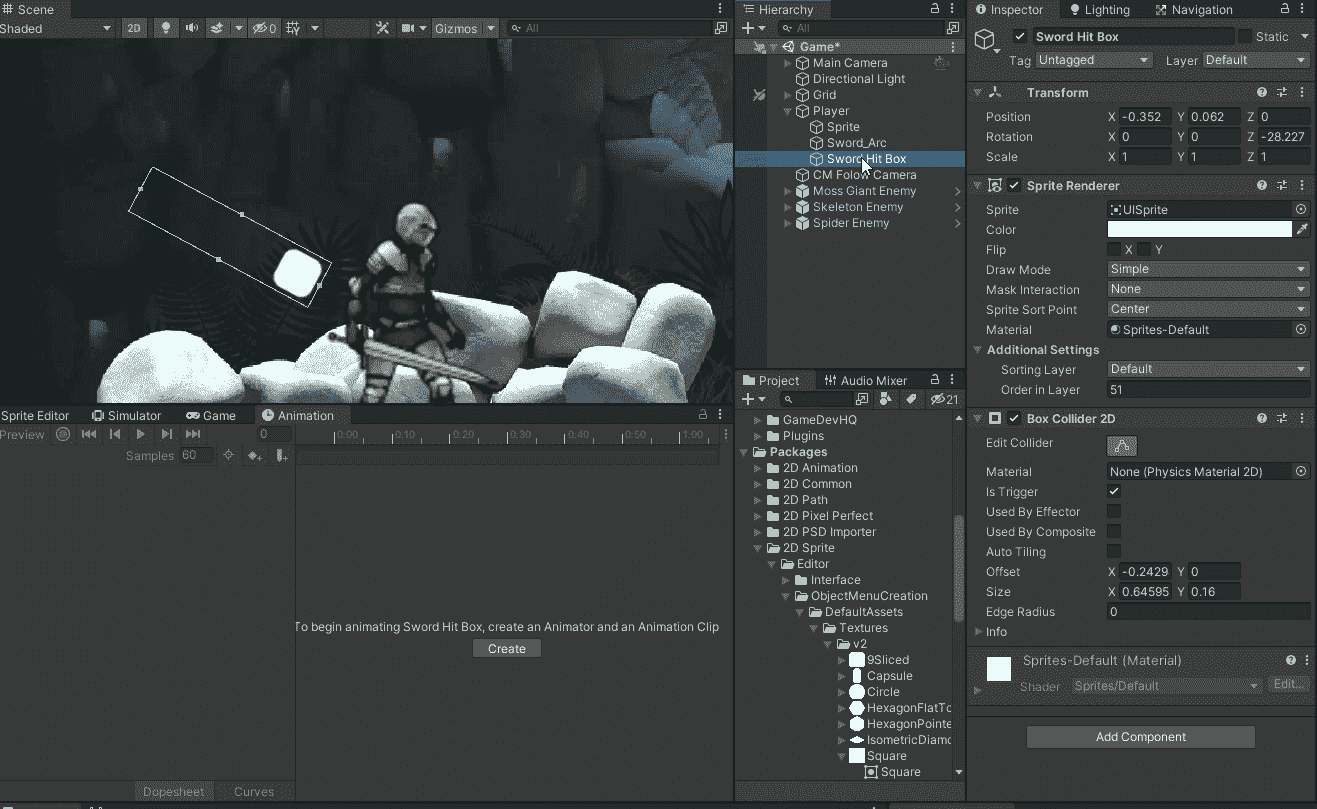 Scene
Shaded
2D
0
Gizmos
All
Sprite Editor
Simulator
Game
Animation
Preview
0
0:00
0:10
0:20
0:30
0:40
0:50
1:00
Samples
60
To begin animating Sword Hit Box, create an Animator and an Animation Clip
Create
Dopesheet
Curves
Hierarchy
All
Game*
Main Camera
Directional Light
Grid
Player
Sprite
Sword_Arc
Sword Hit Box
CM Folow Camera
Moss Giant Enemy
Skeleton Enemy
Spider Enemy
Project
Audio Mixer
21
GameDevHQ
Plugins
Packages
2D Animation
2D Common
2D Path
2D Pixel Perfect
2D PSD Importer
2D Sprite
Editor
Interface
ObjectMenuCreation
DefaultAssets
Textures
v2
9Sliced
Capsule
Circle
HexagonFlatTo
HexagonPointe
IsometricDiamo
Square
Square
Inspector
Lighting
Navigation
Sword Hit Box
Static
Tag Untagged
Layer Default
Transform
Position X -0.352 Y 0.062 Z 0
Rotation X 0 Y 0 Z -28.227
Scale X 1 Y 1 Z 1
Sprite Renderer
Sprite UISprite
Color
Flip X Y
Draw Mode Simple
Mask Interaction None
Sprite Sort Point Center
Material Sprites-Default
Additional Settings
Sorting Layer Default
Order in Layer 51
Box Collider 2D
Edit Collider
Material None (Physics Material 2D)
Is Trigger
Used By Effector
Used By Composite
Auto Tiling
Offset X -0.2429 Y 0
Size X 0.64595 Y 0.16
Edge Radius 0
Info
Sprites-Default (Material)
Shader Sprites/Default Edit...
Add Component